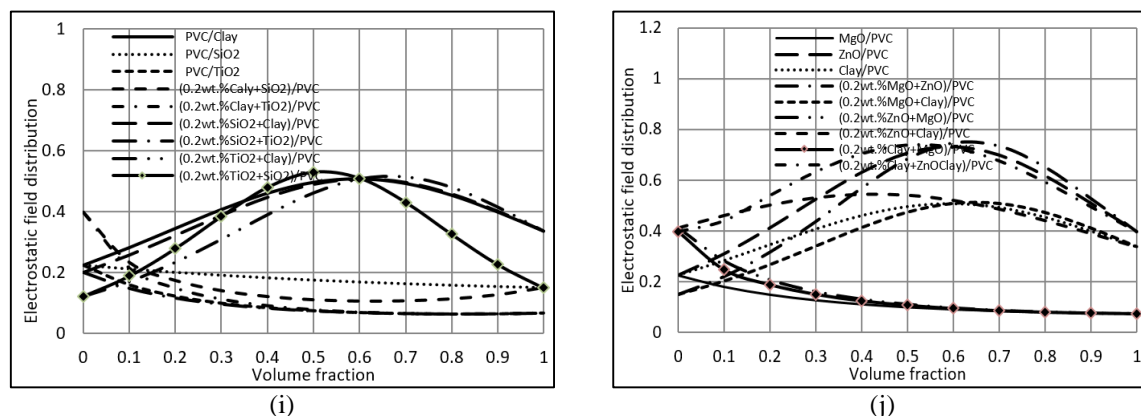 1
0.8
0.6
0.4
0.2
0
Electrostatic field distribution
PVC/Clay
PVC/SiO2
PVC/TiO2
(0.2wt.%Caly+SiO2)/PVC
(0.2wt.%Clay+TiO2)/PVC
(0.2wt.%SiO2+Clay)/PVC
(0.2wt.%SiO2+TiO2)/PVC
(0.2wt.%TiO2+Clay)/PVC
(0.2wt.%TiO2+SiO2)/PVC
0 0.1 0.2 0.3 0.4 0.5 0.6 0.7 0.8 0.9 1
Volume fraction
(i)
1.2
1
0.8
0.6
0.4
0.2
0
Electrostatic field distribution
MgO/PVC
ZnO/PVC
Clay/PVC
(0.2wt.%MgO+ZnO)/PVC
(0.2wt.%MgO+Clay)/PVC
(0.2wt.%ZnO+MgO)/PVC
(0.2wt.%ZnO+Clay)/PVC
(0.2wt.%Clay+MgO)/PVC
(0.2wt.%Clay+ZnOClay)/PVC
0 0.1 0.2 0.3 0.4 0.5 0.6 0.7 0.8 0.9 1
Volume fraction
(j)